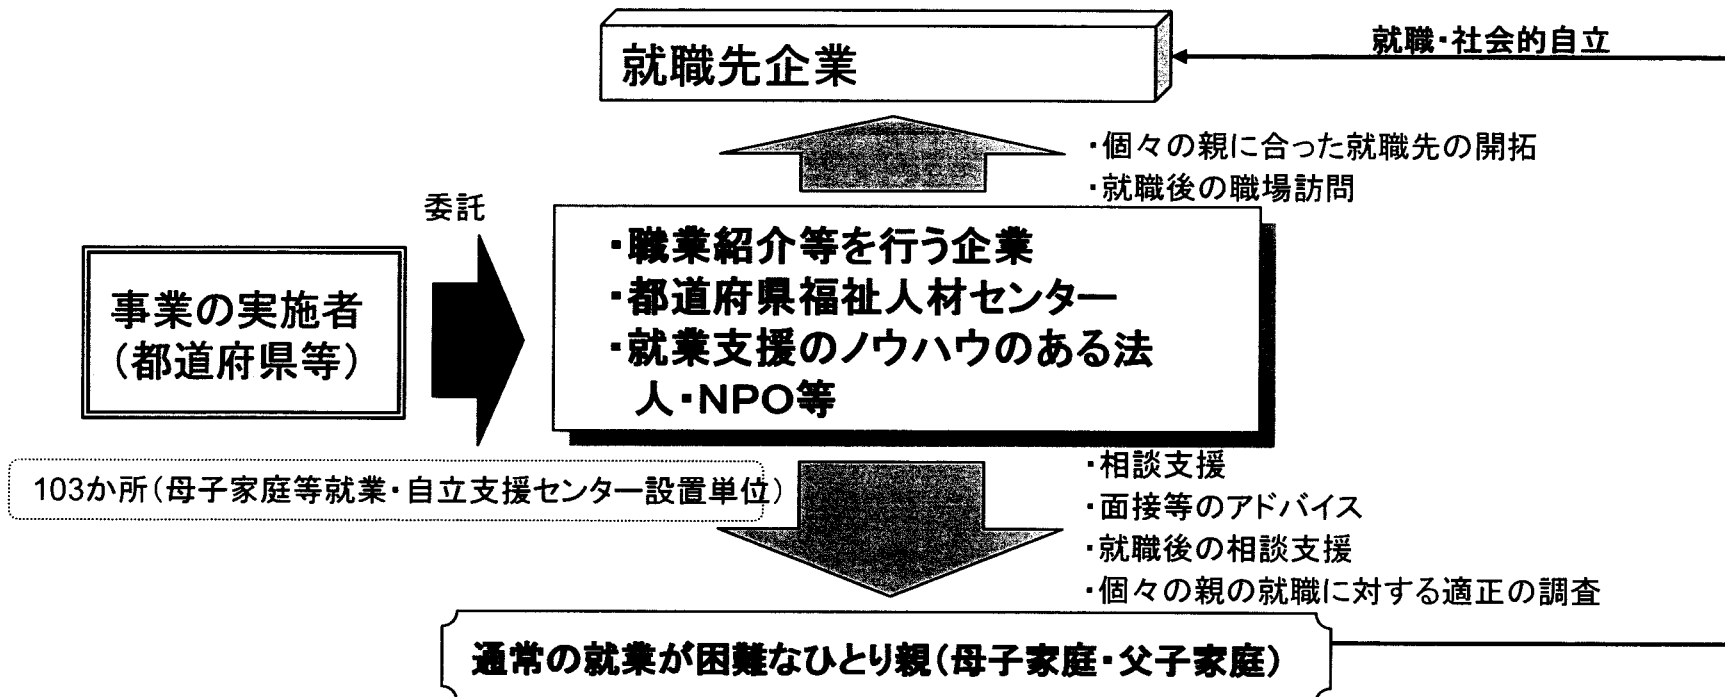 就職先企業
就職・社会的自立
・個々の親に合った就職先の開拓
・就職後の職場訪問
委託
事業の実施者
（都道府県等）
・職業紹介等を行う企業
・都道府県福祉人材センター
・就業支援のノウハウのある法
人・NPO等
103か所（母子家庭等就業・自立支援センター設置単位）
・相談支援
・面接等のアドバイス
・就職後の相談支援
・個々の親の就職に対する適正の調査
通常の就業が困難なひとり親（母子家庭・父子家庭）